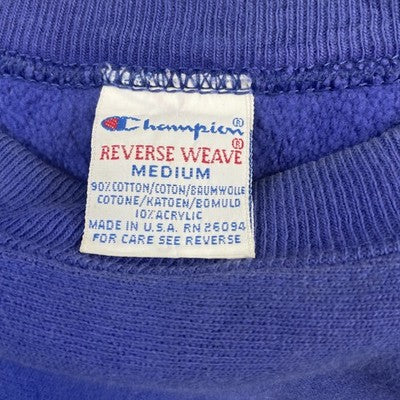 Champion®
REVERSE WEAVE®
MEDIUM
90% COTTON/COTON/BAUMWOLLE
COTONE/KATOEN/BOMULD
10% ACRYLIC
MADE IN U.S.A. RN 26094
FOR CARE SEE REVERSE